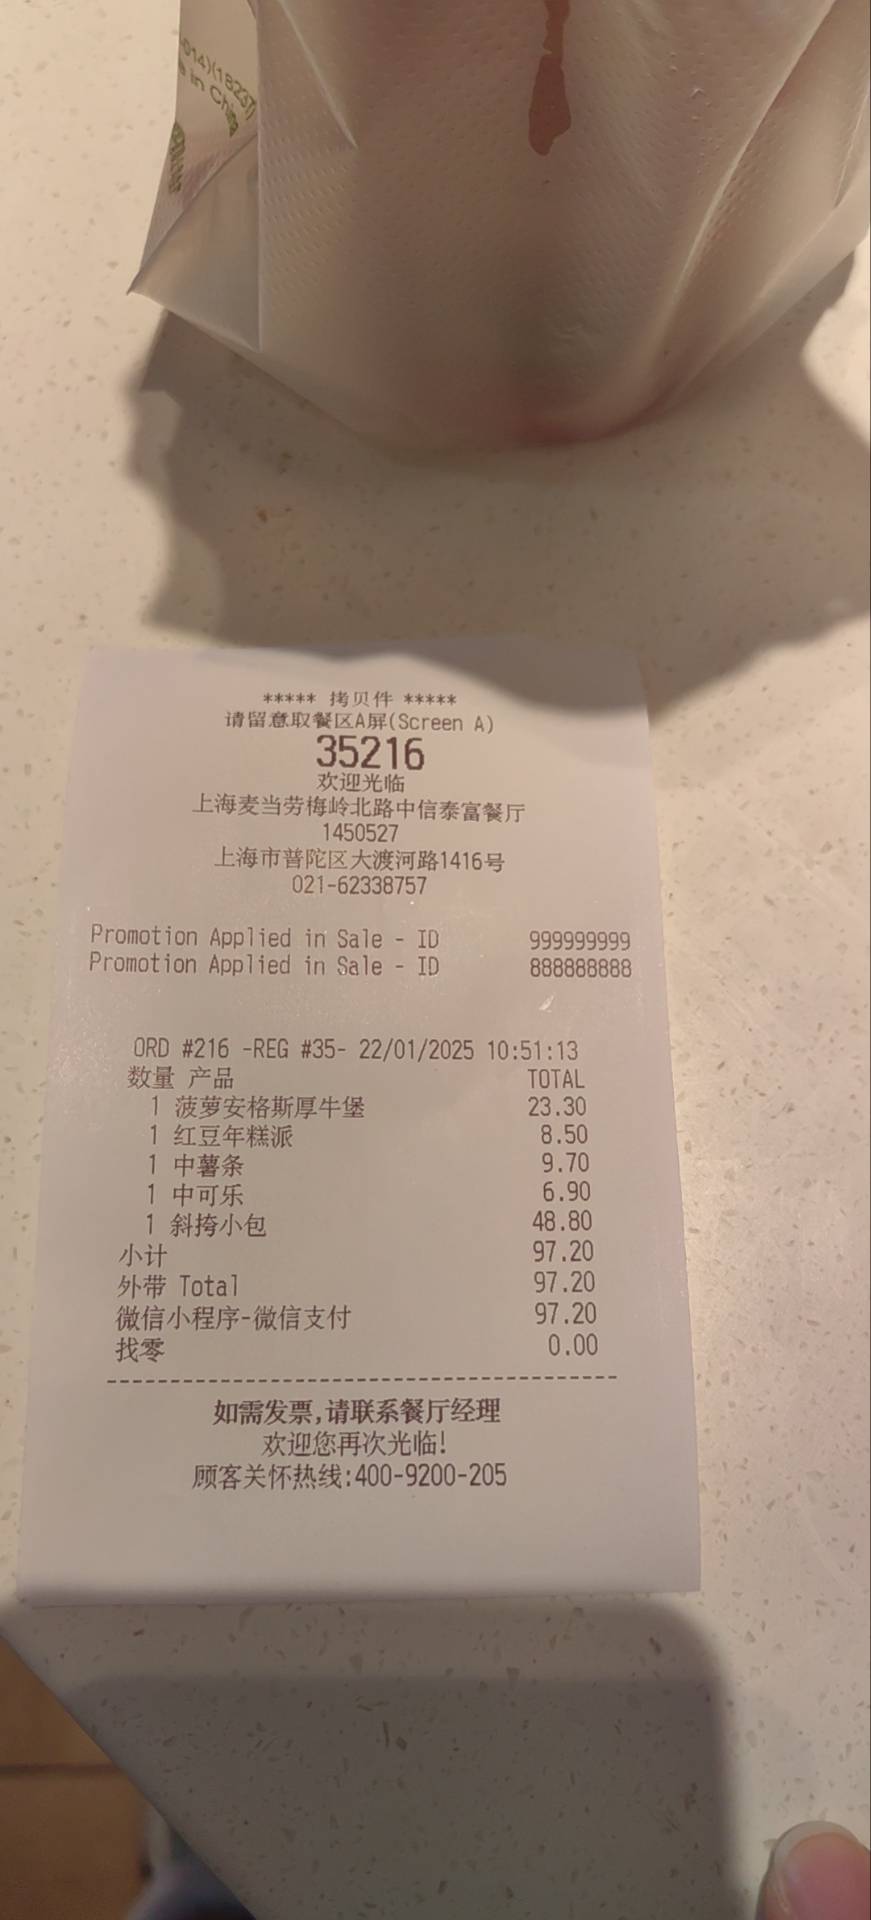 014)(18237)
in China
***** 拷贝件 *****
请留意取餐区A屏(Screen A)
35216
欢迎光临
上海麦当劳梅岭北路中信泰富餐厅
1450527
上海市普陀区大渡河路1416号
021-62338757
Promotion Applied in Sale - ID 999999999
Promotion Applied in Sale - ID 888888888
ORD #216 -REG #35- 22/01/2025 10:51:13
数量 产品 TOTAL
1 菠萝安格斯厚牛堡 23.30
1 红豆年糕派 8.50
1 中薯条 9.70
1 中可乐 6.90
1 斜挎小包 48.80
小计 97.20
外带 Total 97.20
微信小程序-微信支付 97.20
找零 0.00
如需发票,请联系餐厅经理
欢迎您再次光临!
顾客关怀热线:400-9200-205